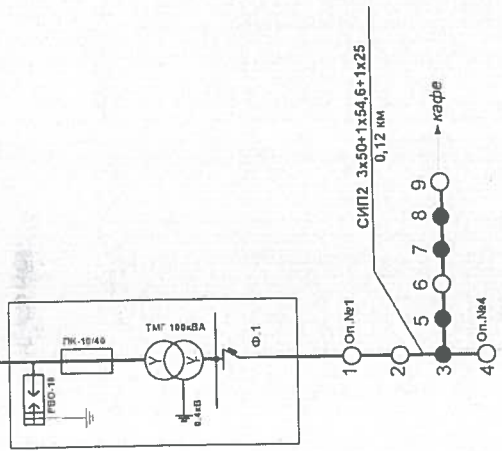 РВО-10
ПК-10/40
ТМГ 100кВА
У
У
0,4кВ
Ф.1
СИП2 3х50+1х54,6+1х25
0,12 км
1 Оп.№1
2
3 5 6 7 8 9 кафе
4 Оп.№4